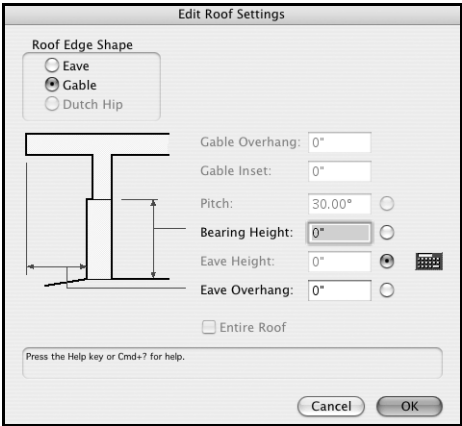 Edit Roof Settings
Roof Edge Shape
Eave
Gable
Dutch Hip
Gable Overhang: 0"
Gable Inset: 0"
Pitch: 30.00°
Bearing Height: 0"
Eave Height: 0"
Eave Overhang: 0"
Entire Roof
Press the Help key or Cmd+? for help.
Cancel OK